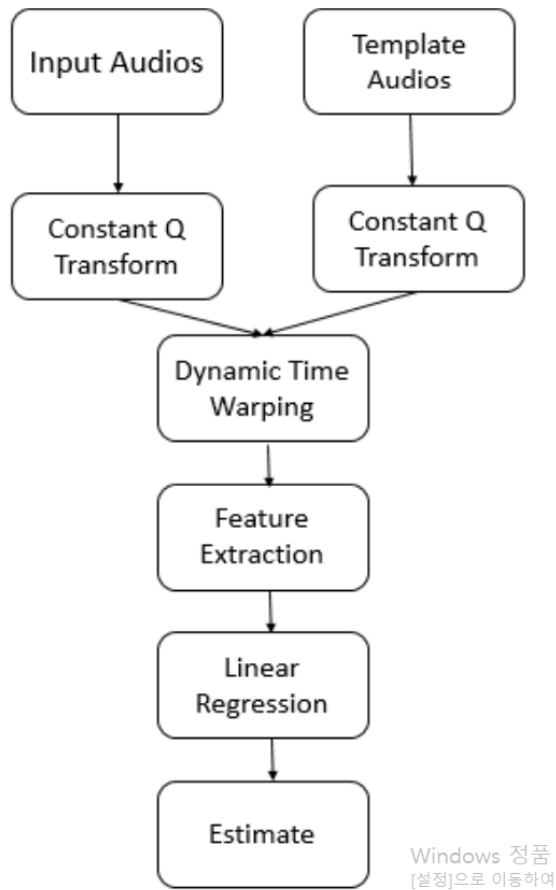 Input Audios
Template
Audios
Constant Q
Transform
Constant Q
Transform
Dynamic Time
Warping
Feature
Extraction
Linear
Regression
Estimate
Windows 정품
[설정]으로 이동하여